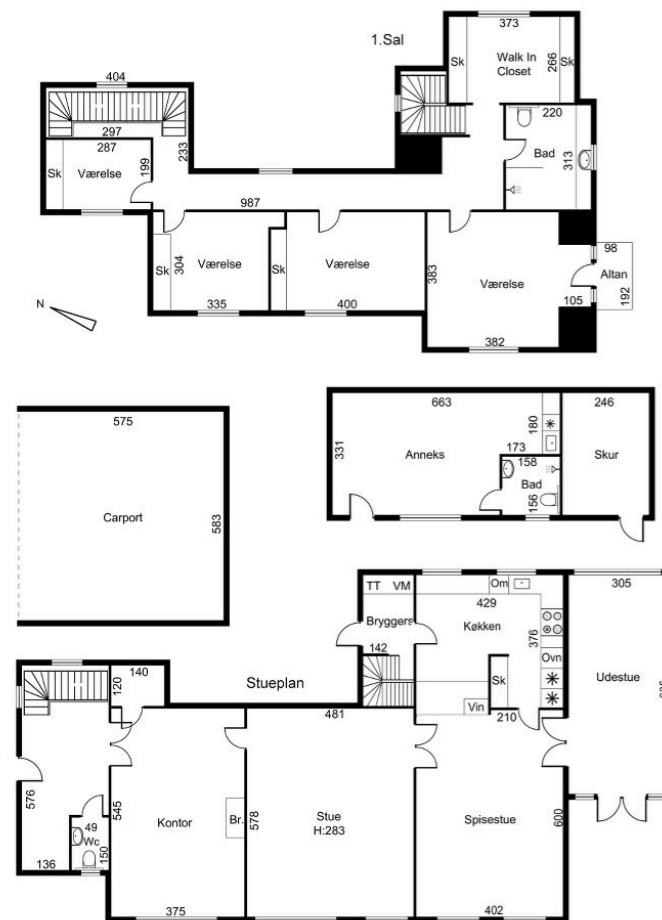 1.Sal
373
Sk
Walk In
Closet
266
Sk
404
297
233
287
199
Sk
Værelse
220
Bad
313
987
Sk
304
Værelse
335
Sk
Værelse
400
383
Værelse
382
98
Altan
192
105
N
575
Carport
583
663
246
331
Anneks
180
173
158
Bad
156
Skur
TT VM
Bryggers
142
Om
429
Køkken
376
Ovn
Sk
Vin
210
305
Udestue
Stueplan
140
120
481
576
545
49
Wc
150
136
Kontor
375
Br.
578
Stue
H:283
Spisestue
600
402